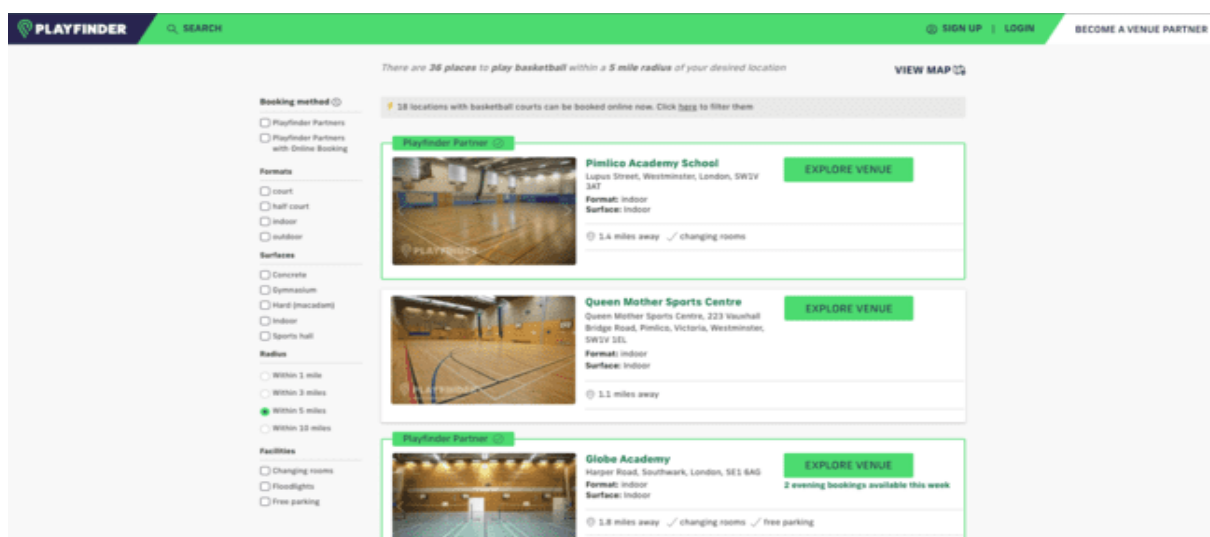 PLAYFINDER
SEARCH
SIGN UP | LOGIN
BECOME A VENUE PARTNER
There are 36 places to play basketball within a 5 mile radius of your desired location
VIEW MAP
Booking method
Playfinder Partners
Playfinder Partners
with Online Booking
Formats
court
half court
indoor
outdoor
Surfaces
Concrete
Gymnasium
Hard (macadam)
Indoor
Sports hall
Radius
Within 1 mile
Within 3 miles
Within 5 miles
Within 10 miles
Facilities
Changing rooms
Floodlights
Free parking
18 locations with basketball courts can be booked online now. Click here to filter them
Playfinder Partner
PLAYFINDER
Pimlico Academy School
Lupus Street, Westminster, London, SW1V
3AT
Format: indoor
Surface: Indoor
EXPLORE VENUE
1.4 miles away changing rooms
PLAYFINDER
Queen Mother Sports Centre
Queen Mother Sports Centre, 223 Vauxhall
Bridge Road, Pimlico, Victoria, Westminster,
SW1V 1EL
Format: indoor
Surface: Indoor
EXPLORE VENUE
1.1 miles away
Playfinder Partner
Globe Academy
Harper Road, Southwark, London, SE1 6AG
Format: indoor
Surface: Indoor
EXPLORE VENUE
2 evening bookings available this week
1.8 miles away changing rooms free parking